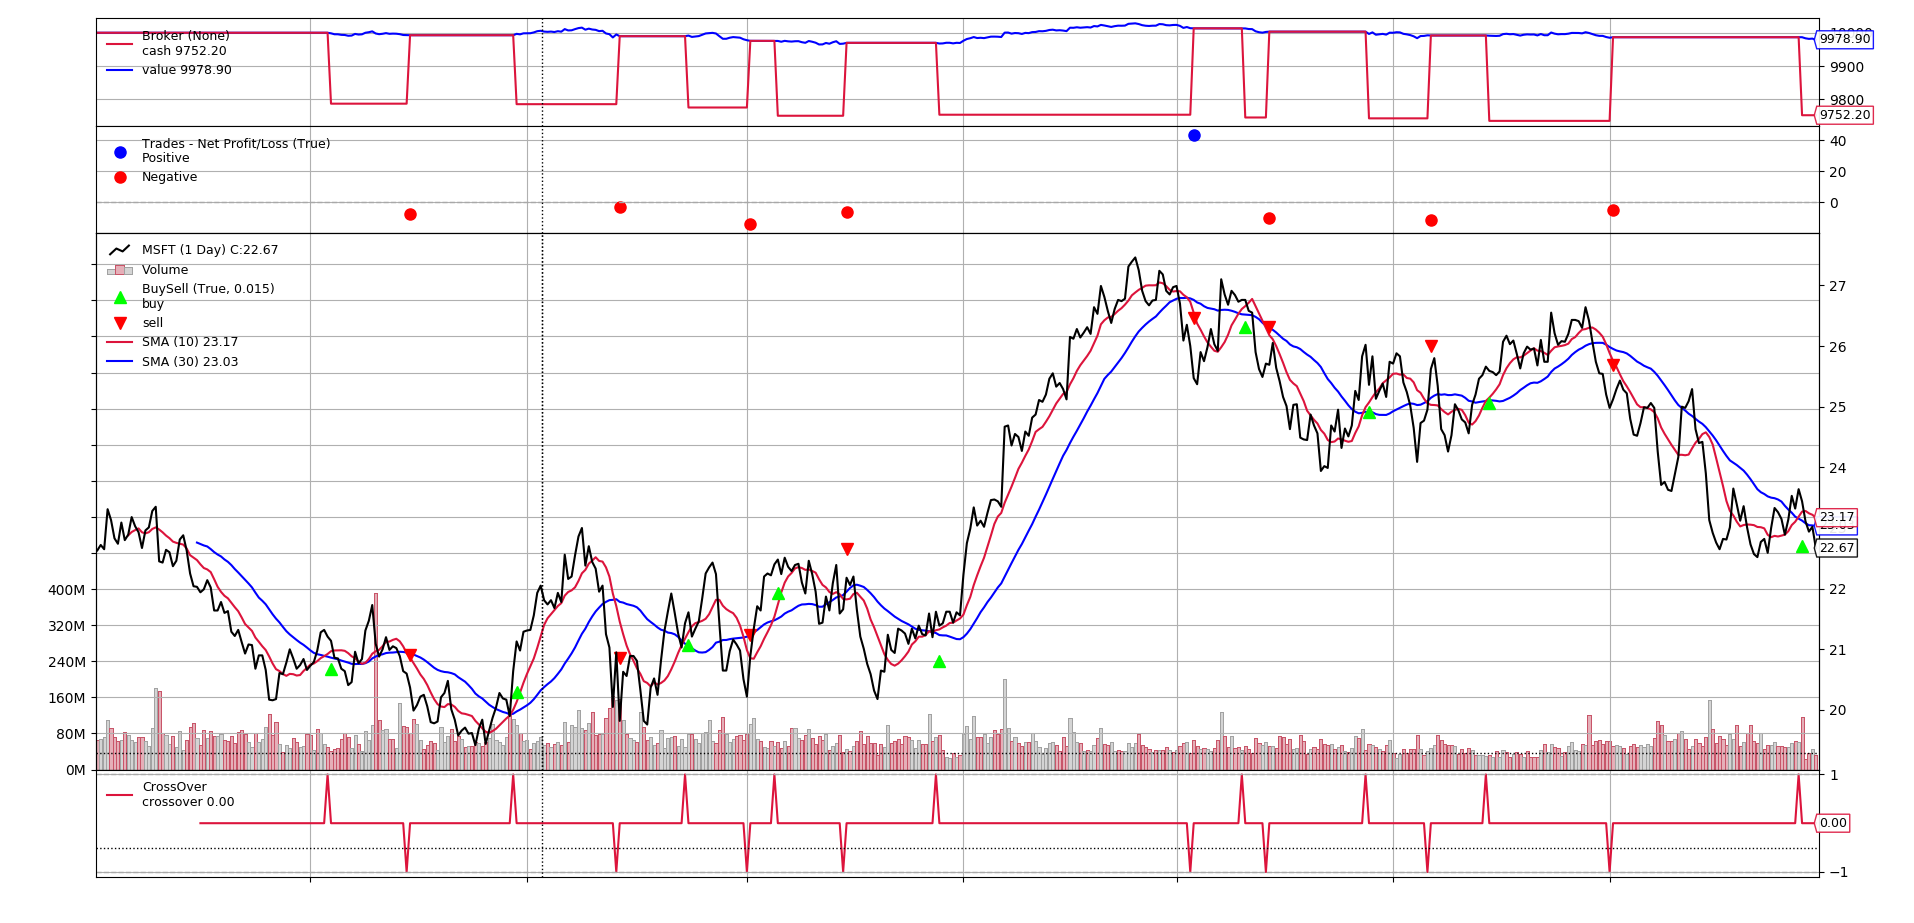 Broker (None)
cash 9752.20
value 9978.90
9978.90
9900
9800
9752.20
Trades - Net Profit/Loss (True)
Positive
Negative
40
20
0
MSFT (1 Day) C:22.67
Volume
BuySell (True, 0.015)
buy
sell
SMA (10) 23.17
SMA (30) 23.03
27
26
25
24
23.17
22.67
22
21
20
400M
320M
240M
160M
80M
0M
CrossOver
crossover 0.00
1
0.00
−1